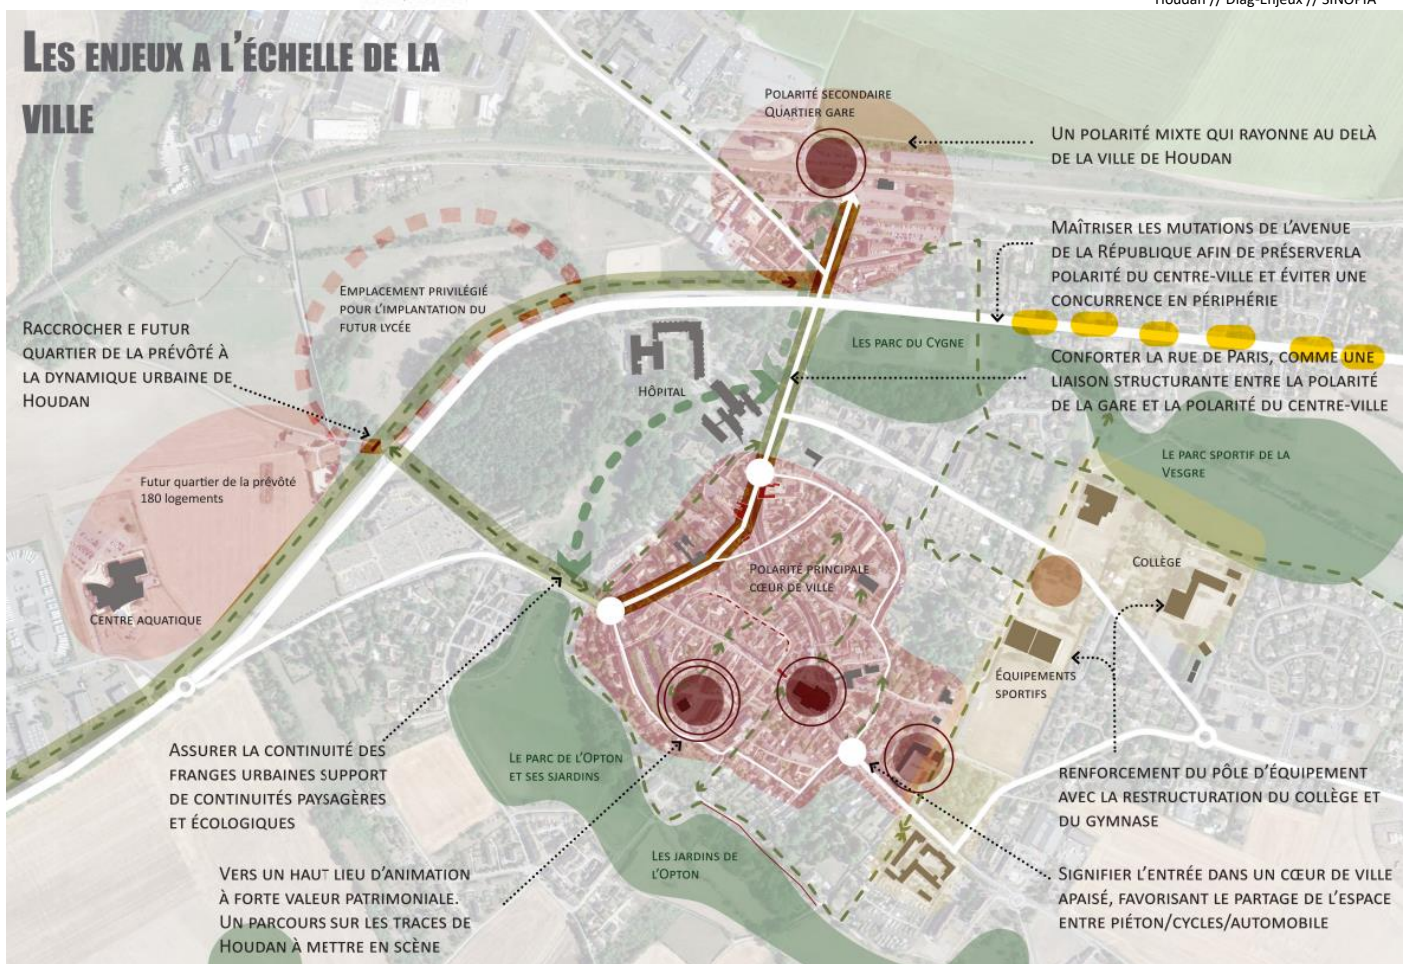 Houdan // Diag-Enjeux // SINOPIA
LES ENJEUX A L'ÉCHELLE DE LA
VILLE
POLARITÉ SECONDAIRE
QUARTIER GARE
UN POLARITÉ MIXTE QUI RAYONNE AU DELÀ
DE LA VILLE DE HOUDAN
MAÎTRISER LES MUTATIONS DE L'AVENUE
DE LA RÉPUBLIQUE AFIN DE PRÉSERVERLA
POLARITÉ DU CENTRE-VILLE ET ÉVITER UNE
CONCURRENCE EN PÉRIPHÉRIE
EMPLACEMENT PRIVILÉGIÉ
POUR L'IMPLANTATION DU
FUTUR LYCÉE
RACCROCHER E FUTUR
QUARTIER DE LA PRÉVÔTÉ À
LA DYNAMIQUE URBAINE DE
HOUDAN
LES PARC DU CYGNE
CONFORTER LA RUE DE PARIS, COMME UNE
LIAISON STRUCTURANTE ENTRE LA POLARITÉ
DE LA GARE ET LA POLARITÉ DU CENTRE-VILLE
HÔPITAL
LE PARC SPORTIF DE LA
VESGRE
Futur quartier de la prévôté
180 logements
POLARITÉ PRINCIPALE
CŒUR DE VILLE
COLLÈGE
CENTRE AQUATIQUE
ÉQUIPEMENTS
SPORTIFS
ASSURER LA CONTINUITÉ DES
FRANGES URBAINES SUPPORT
DE CONTINUITÉS PAYSAGÈRES
ET ÉCOLOGIQUES
LE PARC DE L'OPTON
ET SES SJARDINS
RENFORCEMENT DU PÔLE D'ÉQUIPEMENT
AVEC LA RESTRUCTURATION DU COLLÈGE ET
DU GYMNASE
LES JARDINS DE
L'OPTON
VERS UN HAUT LIEU D'ANIMATION
À FORTE VALEUR PATRIMONIALE.
UN PARCOURS SUR LES TRACES DE
HOUDAN À METTRE EN SCÈNE
SIGNIFIER L'ENTRÉE DANS UN CŒUR DE VILLE
APAISÉ, FAVORISANT LE PARTAGE DE L'ESPACE
ENTRE PIÉTON/CYCLES/AUTOMOBILE